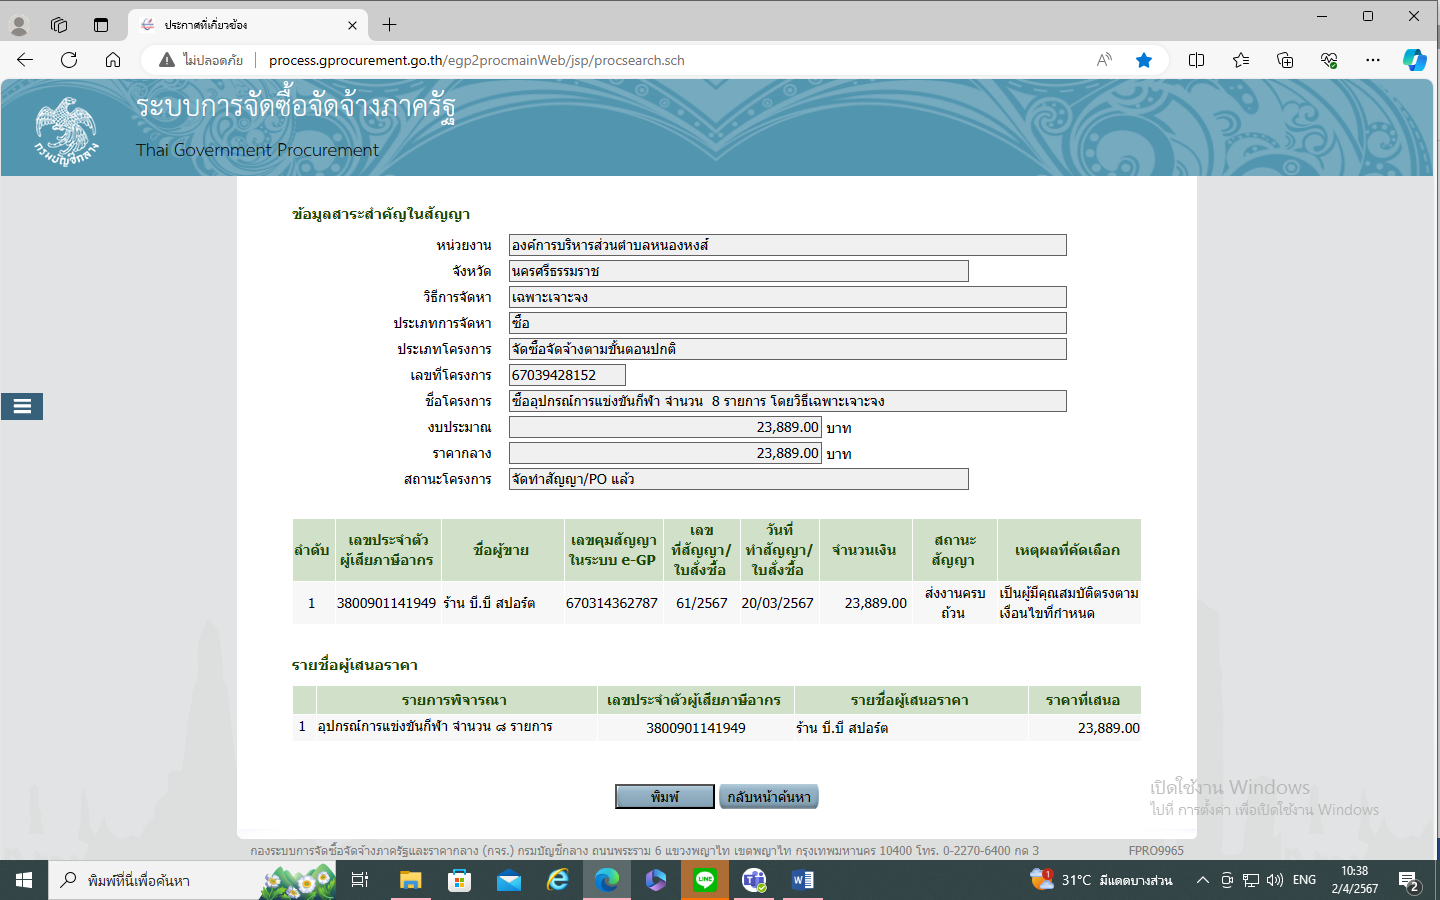 ประกาศที่เกี่ยวข้อง
ไม่ปลอดภัย
process.gprocurement.go.th/egp2procmainWeb/jsp/procsearch.sch
ระบบการจัดซื้อจัดจ้างภาครัฐ
Thai Government Procurement
กรมบัญชีกลาง
ข้อมูลสาระสำคัญในสัญญา
หน่วยงาน องค์การบริหารส่วนตำบลหนองหงส์
จังหวัด นครศรีธรรมราช
วิธีการจัดหา เฉพาะเจาะจง
ประเภทการจัดหา ซื้อ
ประเภทโครงการ จัดซื้อจัดจ้างตามขั้นตอนปกติ
เลขที่โครงการ 67039428152
ชื่อโครงการ ซื้ออุปกรณ์การแข่งขันกีฬา จำนวน 8 รายการ โดยวิธีเฉพาะเจาะจง
งบประมาณ 23,889.00 บาท
ราคากลาง 23,889.00 บาท
สถานะโครงการ จัดทำสัญญา/PO แล้ว
ลำดับ เลขประจำตัวผู้เสียภาษีอากร ชื่อผู้ขาย เลขคุมสัญญาในระบบ e-GP เลขที่สัญญา/ใบสั่งซื้อ วันที่ทำสัญญา/ใบสั่งซื้อ จำนวนเงิน สถานะสัญญา เหตุผลที่คัดเลือก
1 3800901141949 ร้าน บี.บี สปอร์ต 670314362787 61/2567 20/03/2567 23,889.00 ส่งงานครบถ้วน เป็นผู้มีคุณสมบัติตรงตามเงื่อนไขที่กำหนด
รายชื่อผู้เสนอราคา
รายการพิจารณา เลขประจำตัวผู้เสียภาษีอากร รายชื่อผู้เสนอราคา ราคาที่เสนอ
1 อุปกรณ์การแข่งขันกีฬา จำนวน ๘ รายการ 3800901141949 ร้าน บี.บี สปอร์ต 23,889.00
พิมพ์ กลับหน้าค้นหา
เปิดใช้งาน Windows
ไปที่ การตั้งค่า เพื่อเปิดใช้งาน Windows
กองระบบการจัดซื้อจัดจ้างภาครัฐและราคากลาง (กจร.) กรมบัญชีกลาง ถนนพระราม 6 แขวงพญาไท เขตพญาไท กรุงเทพมหานคร 10400 โทร. 0-2270-6400 กด 3 FPRO9965
พิมพ์ที่นี่เพื่อค้นหา
LINE
31°C มีแดดบางส่วน
ENG
10:38
2/4/2567
2